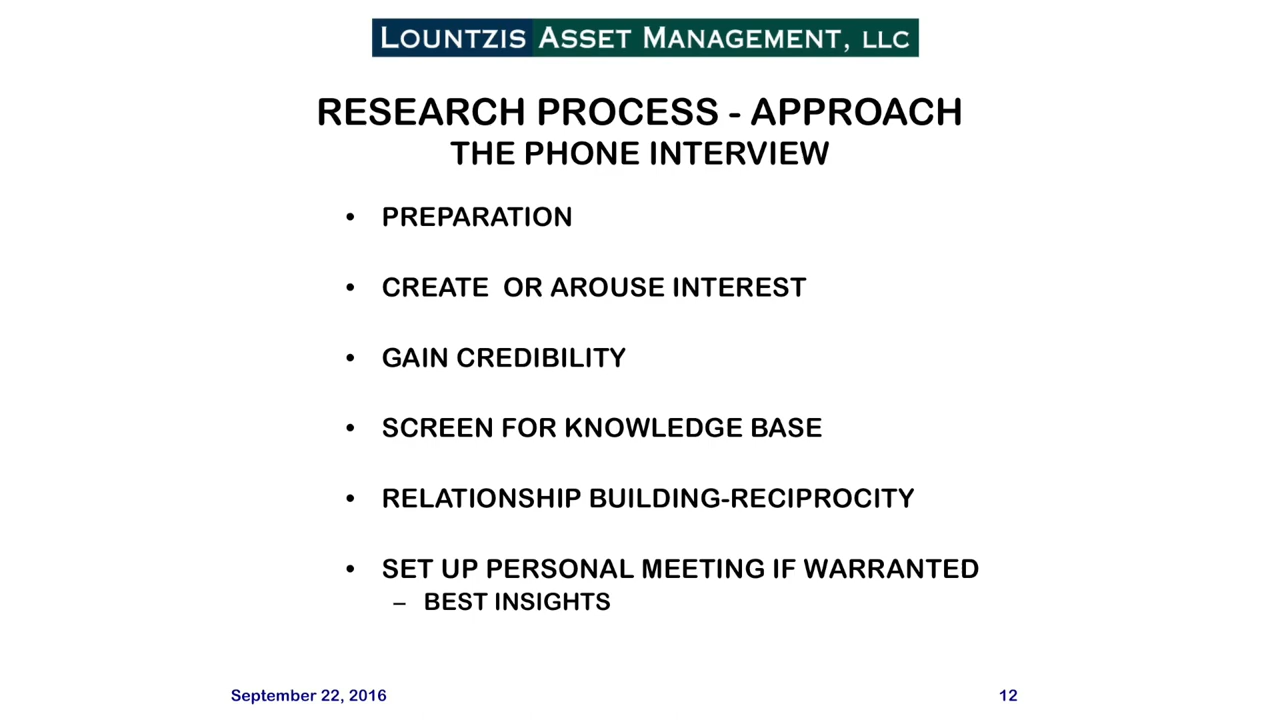 LOUNTZIS ASSET MANAGEMENT, LLC
RESEARCH PROCESS - APPROACH
THE PHONE INTERVIEW
• PREPARATION
• CREATE  OR AROUSE INTEREST
• GAIN CREDIBILITY
• SCREEN FOR KNOWLEDGE BASE
• RELATIONSHIP BUILDING-RECIPROCITY
• SET UP PERSONAL MEETING IF WARRANTED
– BEST INSIGHTS
September 22, 2016
12